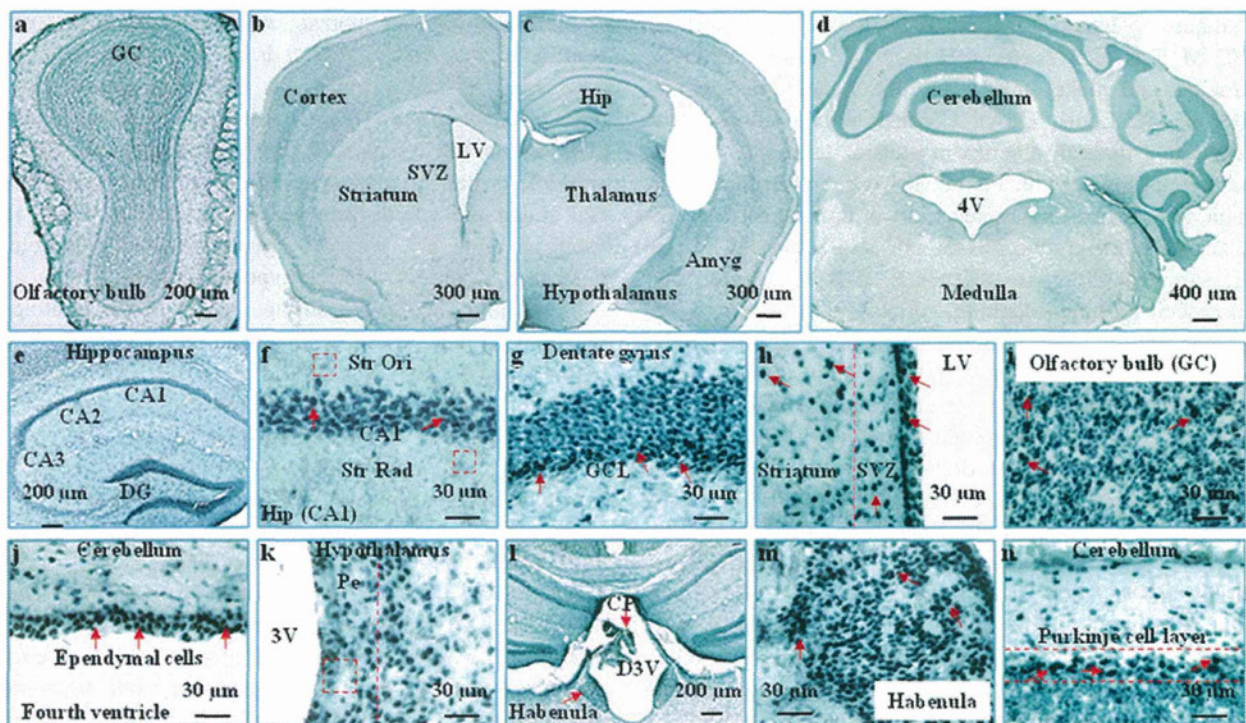 a
GC
Olfactory bulb 200 µm
b
Cortex
LV
SVZ
Striatum
300 µm
c
Hip
Thalamus
Amyg
Hypothalamus 300 µm
d
Cerebellum
4V
Medulla 400 µm
e Hippocampus
CA1
CA2
CA3
200 µm DG
f Str Ori
CA1
Str Rad
30 µm
Hip (CA1)
g Dentate gyrus
GCL 30 µm
h
LV
Striatum SVZ
30 µm
i
Olfactory bulb (GC)
30 µm
j Cerebellum
Ependymal cells
30 µm
Fourth ventricle
k Hypothalamus
Pe
3V
30 µm
l
CP
D3V
Habenula 200 µm
m
30 µm Habenula
n Cerebellum
Purkinje cell layer
30 µm